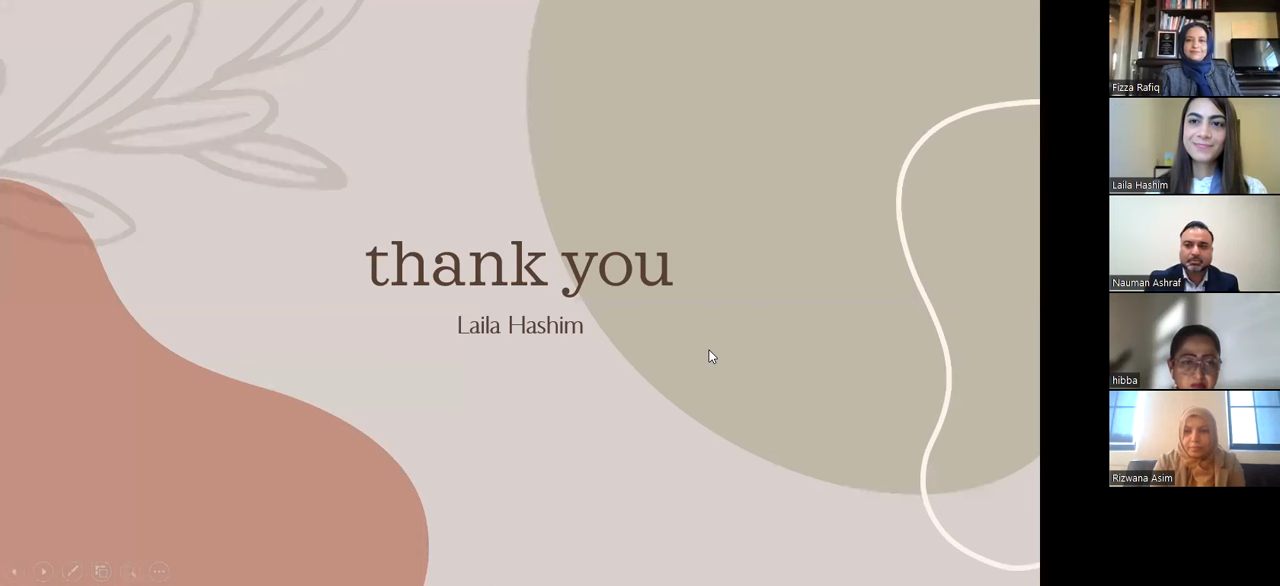 thank you
Laila Hashim
Fizza Rafiq
Laila Hashim
Nauman Ashraf
hibba
Rizwana Asim